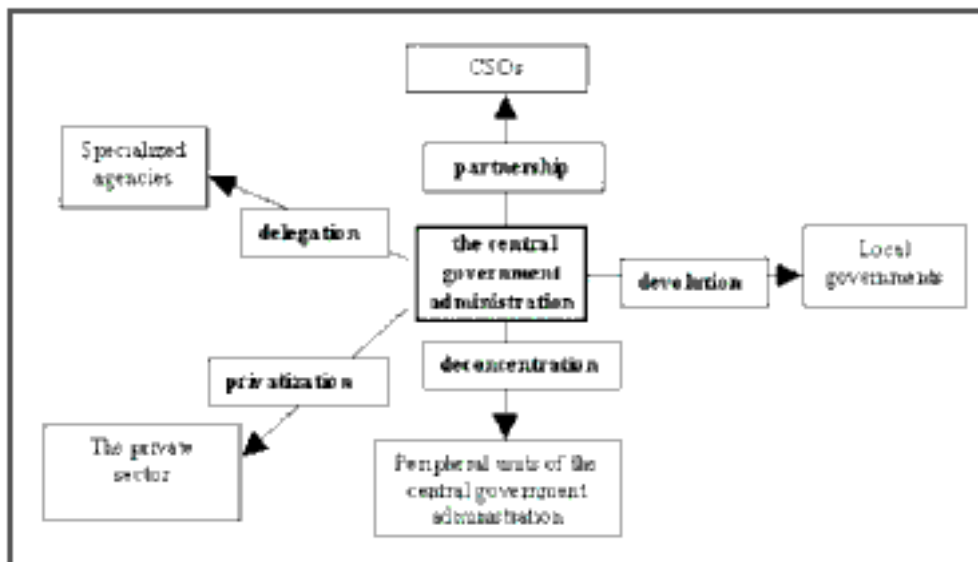 CSOs
Specialized
agencies
partnership
delegation
the central
government
administration
devolution
Local
governments
privatization
deconcentration
The private
sector
Peripheral units of the
central government
administration